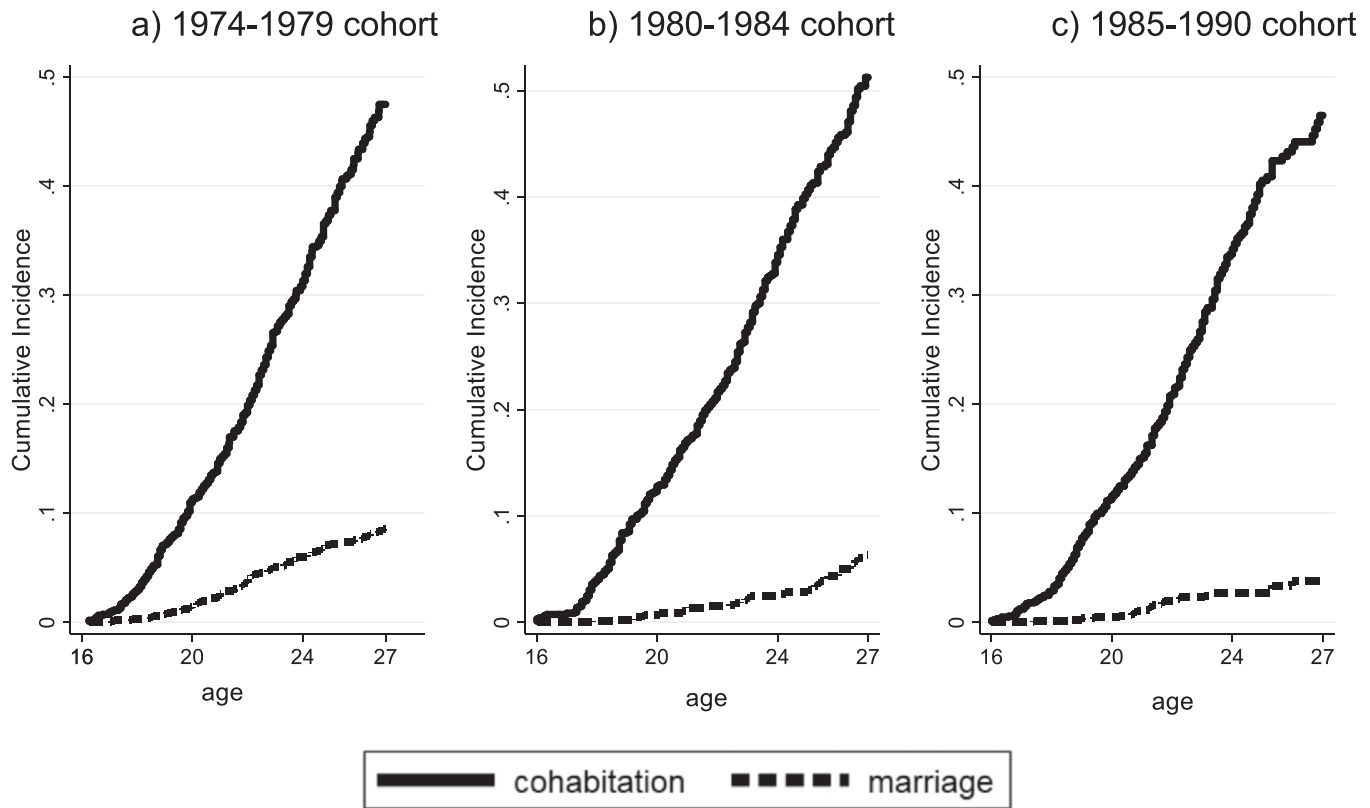 a) 1974-1979 cohort
b) 1980-1984 cohort
c) 1985-1990 cohort
Cumulative Incidence
.5
.4
.3
.2
.1
0
16
20
24
27
age
Cumulative Incidence
.5
.4
.3
.2
.1
0
16
20
24
27
age
Cumulative Incidence
.5
.4
.3
.2
.1
0
16
20
24
27
age
cohabitation
marriage